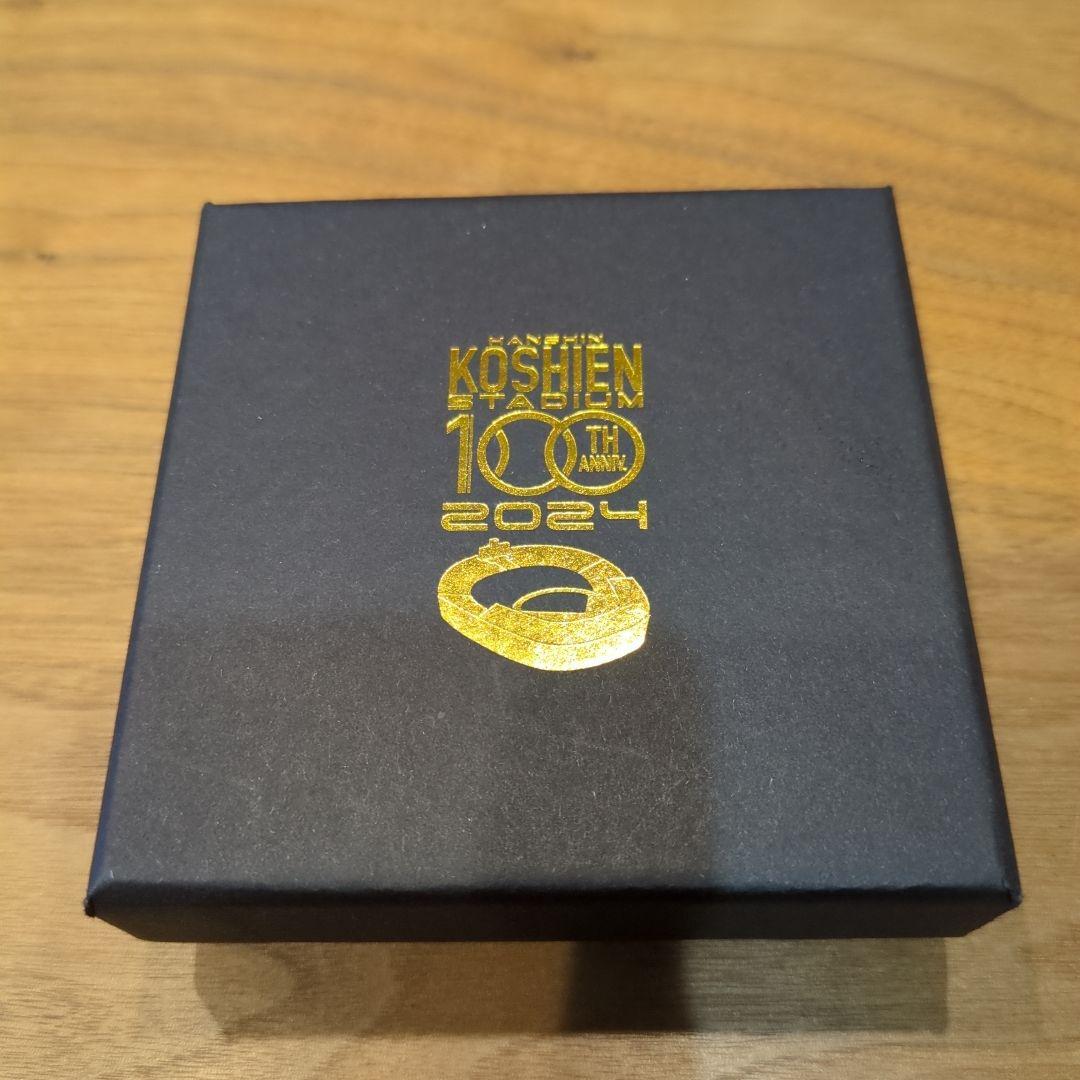 HANSHIN
KOSHIEN
STADIUM
100TH
ANNIV.
2024